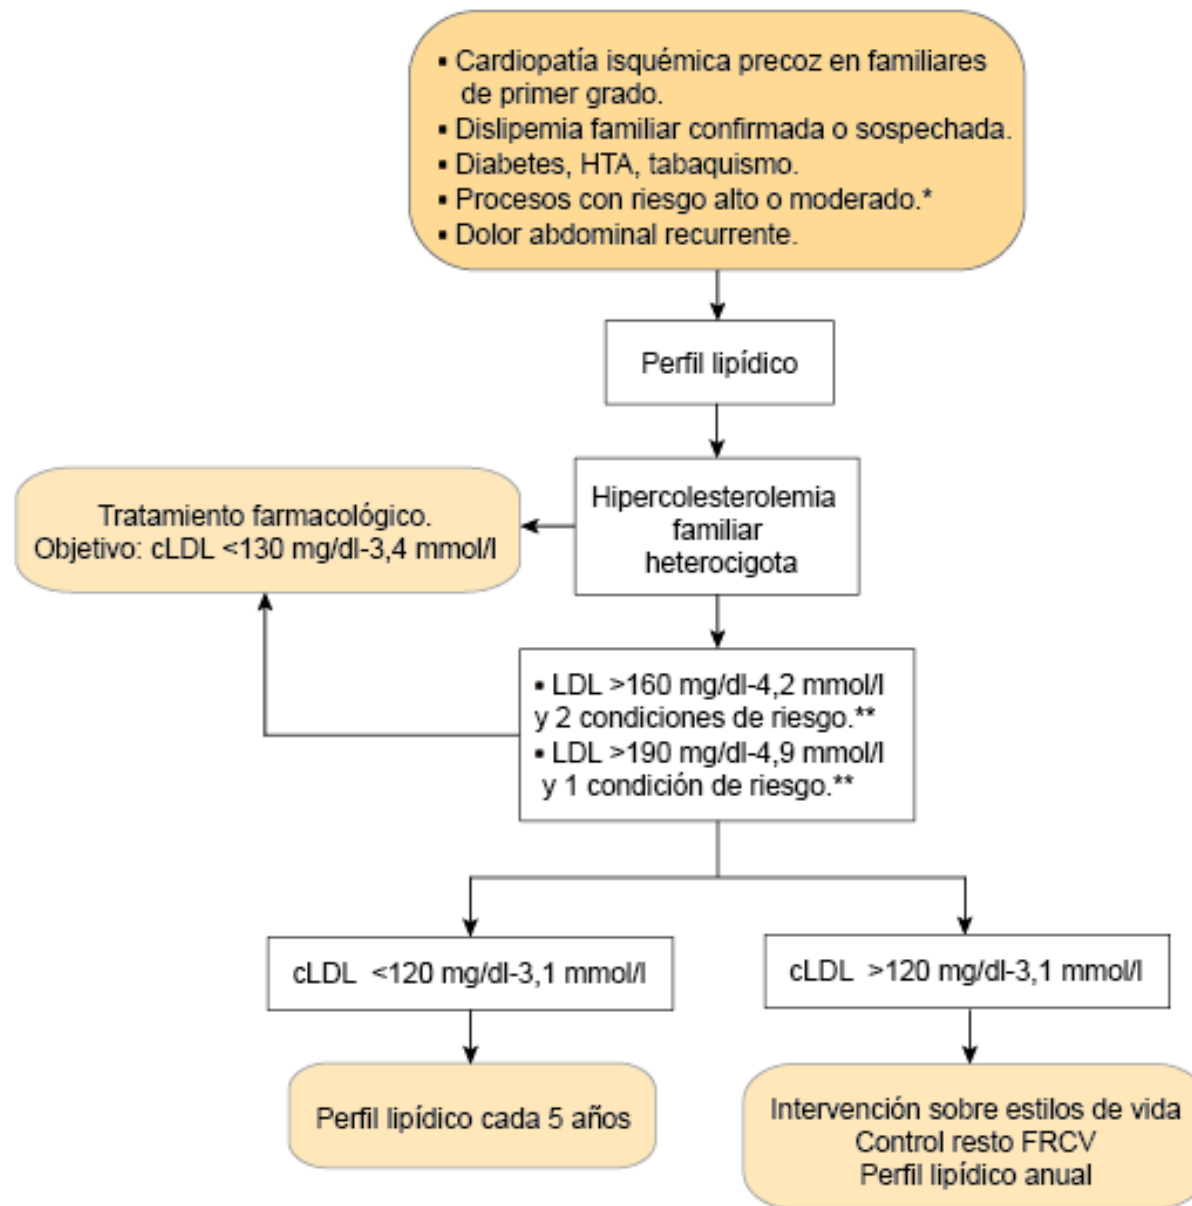 ▪ Cardiopatía isquémica precoz en familiares
de primer grado.
▪ Dislipemia familiar confirmada o sospechada.
▪ Diabetes, HTA, tabaquismo.
▪ Procesos con riesgo alto o moderado.*
▪ Dolor abdominal recurrente.
Perfil lipídico
Hipercolesterolemia
familiar
heterocigota
Tratamiento farmacológico.
Objetivo: cLDL <130 mg/dl-3,4 mmol/l
▪ LDL >160 mg/dl-4,2 mmol/l
y 2 condiciones de riesgo.**
▪ LDL >190 mg/dl-4,9 mmol/l
y 1 condición de riesgo.**
cLDL <120 mg/dl-3,1 mmol/l
cLDL >120 mg/dl-3,1 mmol/l
Perfil lipídico cada 5 años
Intervención sobre estilos de vida
Control resto FRCV
Perfil lipídico anual